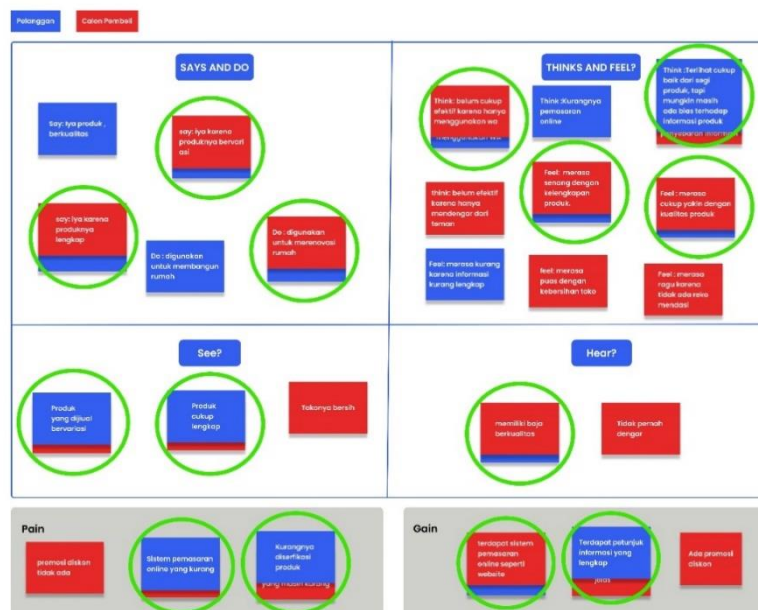 Pelanggan
Calon Pembeli
SAYS AND DO
Say: Iya produk ,
berkualitas
say: Iya karena
produknya bervari
asi
say: Iya karena
produknya
lengkap
Do : digunakan
untuk membangun
rumah
Do : digunakan
untuk merenovasi
rumah
THINKS AND FEEL?
Think: belum cukup
efektif karena hanya
menggunakan wa
menggunakan wa
Think :Kurangnya
pemasaran
online
Think :Terlihat cukup
baik dari segi
produk, tapi
mungkin masih
ada bias terhadap
informasi produk
penyebaran informasi
think: belum efektif
karena hanya
mendengar dari
teman
Feel: merasa
senang dengan
kelengkapan
produk.
Feel : merasa
cukup yakin dengan
kualitas produk
Feel: merasa kurang
karena informasi
kurang lengkap
feel: merasa
puas dengan
kebersihan toko
Feel : merasa
ragu karena
tidak ada reko
mendasi
See?
Produk
yang dijual
bervariasi
Produk
cukup
lengkap
Tokonya bersih
Hear?
memiliki baja
berkualitas
Tidak pernah
dengar
Pain
promosi diskon
tidak ada
Sistem pemasaran
online yang kurang
Kurangnya
produk
yang masih kurang
Gain
terdapat sistem
pemasaran
online seperti
website
Terdapat petunjuk
informasi yang
lengkap
jelas
Ada promosi
diskon